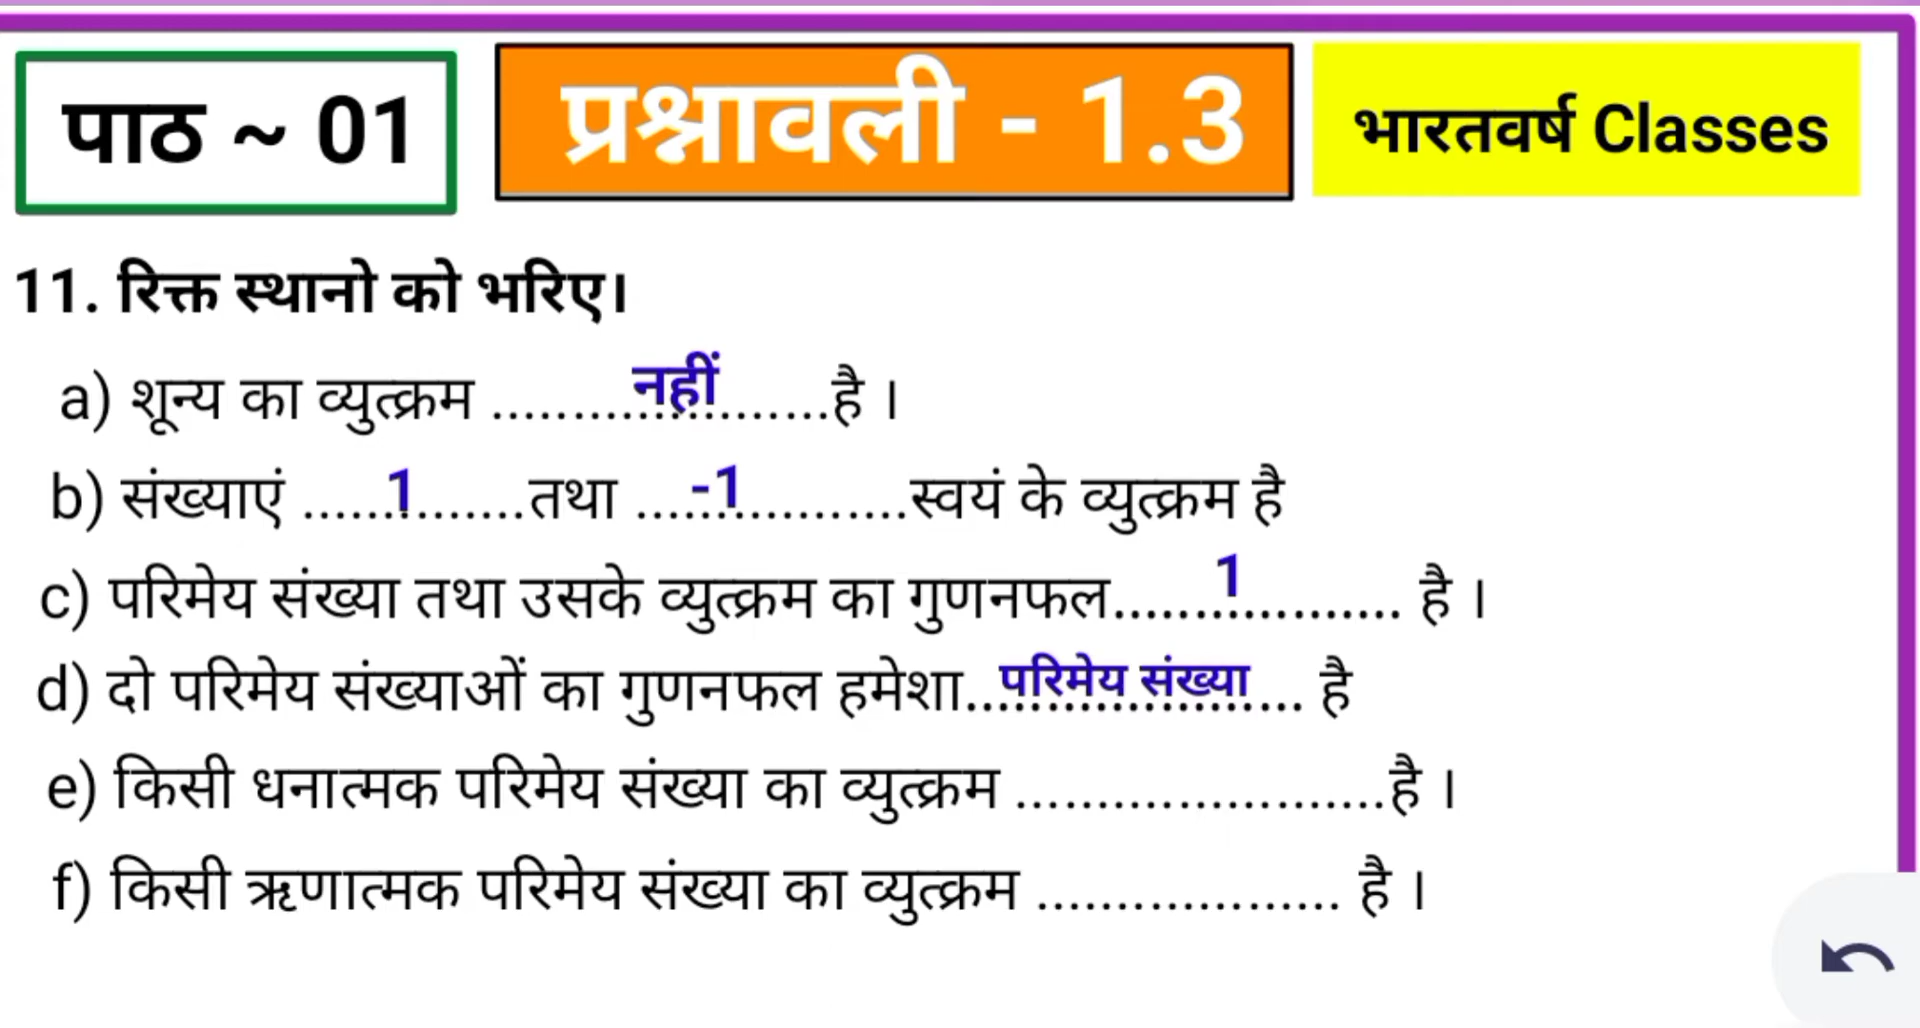 पाठ ~ 01
प्रश्नावली - 1.3
भारतवर्ष Classes
11. रिक्त स्थानो को भरिए।
a) शून्य का व्युत्क्रम ......नहीं......है ।
b) संख्याएं ......1.......तथा ......-1..........स्वयं के व्युत्क्रम है
c) परिमेय संख्या तथा उसके व्युत्क्रम का गुणनफल......1.......... है ।
d) दो परिमेय संख्याओं का गुणनफल हमेशा..परिमेय संख्या... है
e) किसी धनात्मक परिमेय संख्या का व्युत्क्रम .......................है ।
f) किसी ऋणात्मक परिमेय संख्या का व्युत्क्रम ................... है ।